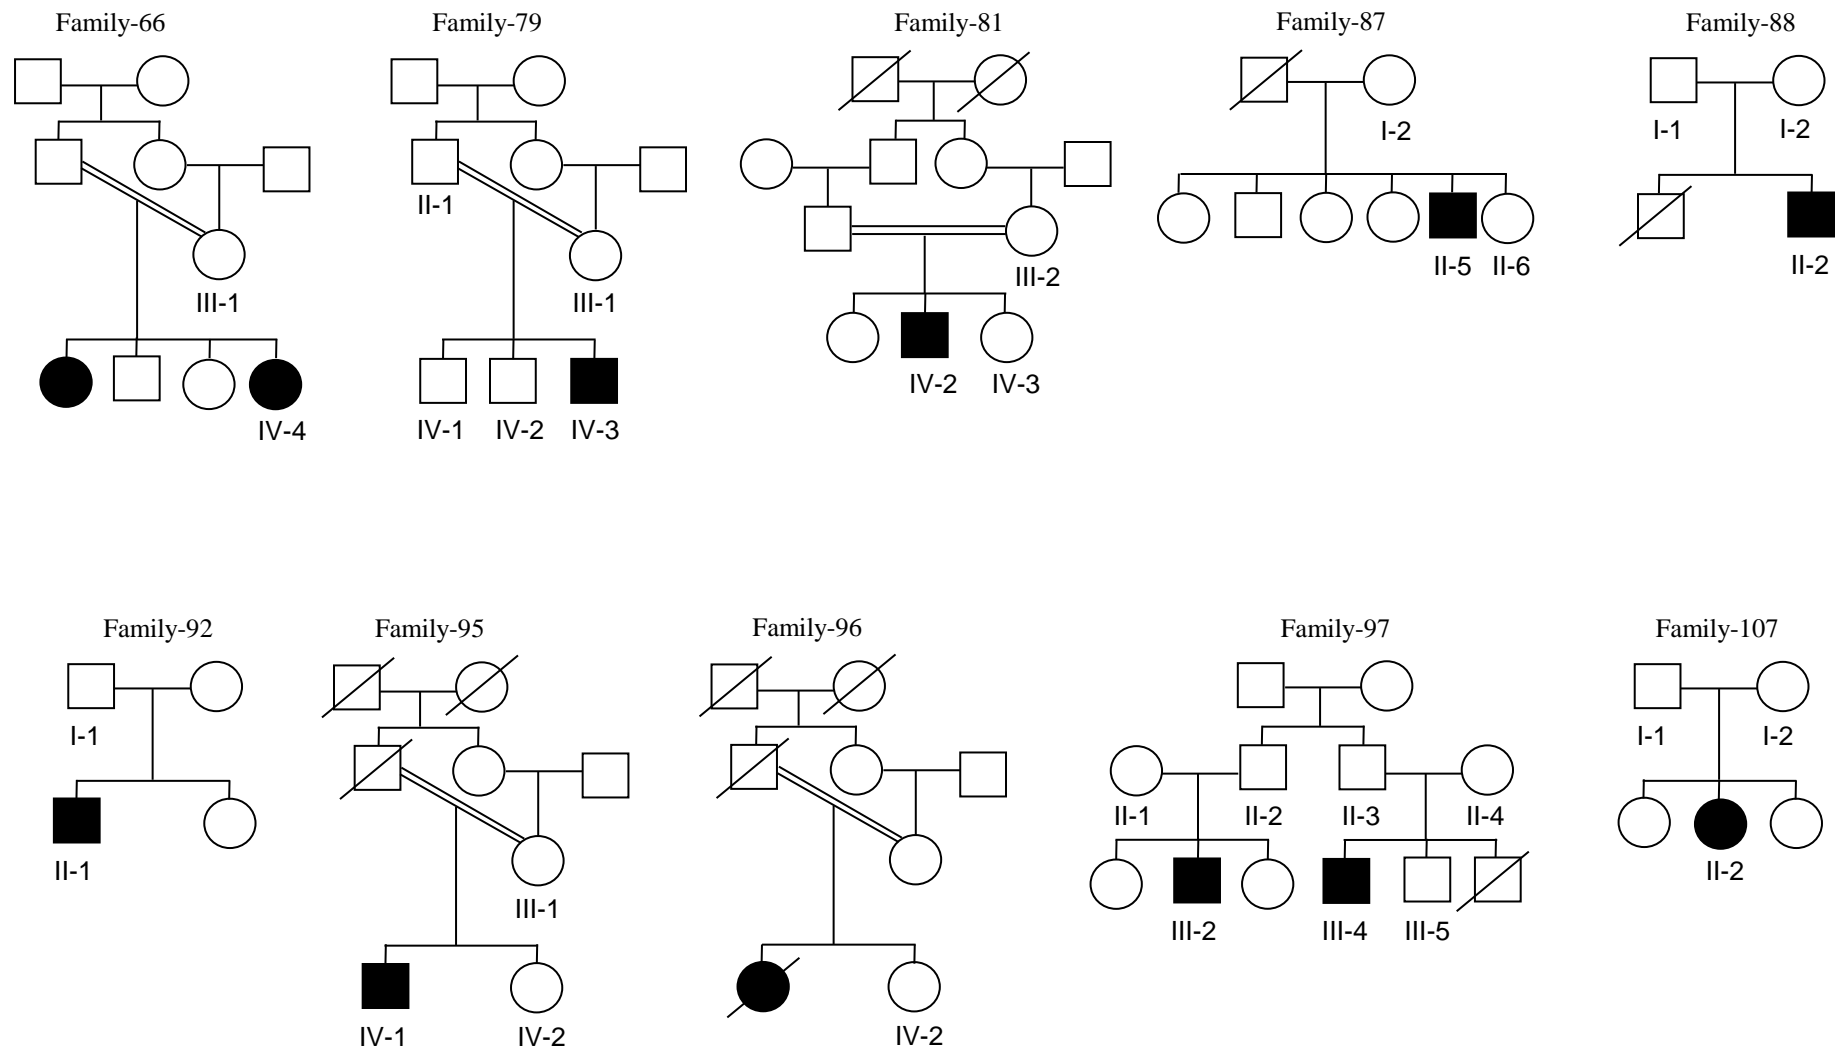 Family-66 Family-79 Family-81 Family-87 Family-88
I-2 I-1 I-2
II-1
II-5 II-6 II-2
III-1 III-1 III-2
IV-2 IV-3
IV-4 IV-1 IV-2 IV-3
Family-92 Family-95 Family-96 Family-97 Family-107
I-1 I-1 I-2
II-1 II-2 II-3 II-4
II-1 II-2
III-1 III-2 III-4 III-5
IV-1 IV-2 IV-2